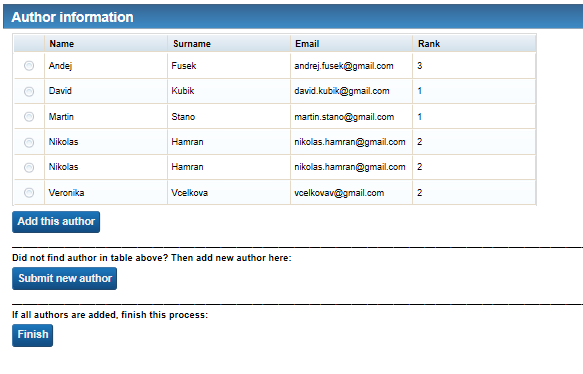 Author information
Name Surname Email Rank
Andej Fusek andrej.fusek@gmail.com 3
David Kubik david.kubik@gmail.com 1
Martin Stano martin.stano@gmail.com 1
Nikolas Hamran nikolas.hamran@gmail.com 2
Nikolas Hamran nikolas.hamran@gmail.com 2
Veronika Vcelkova vcelkovav@gmail.com 2
Add this author
Did not find author in table above? Then add new author here:
Submit new author
If all authors are added, finish this process:
Finish